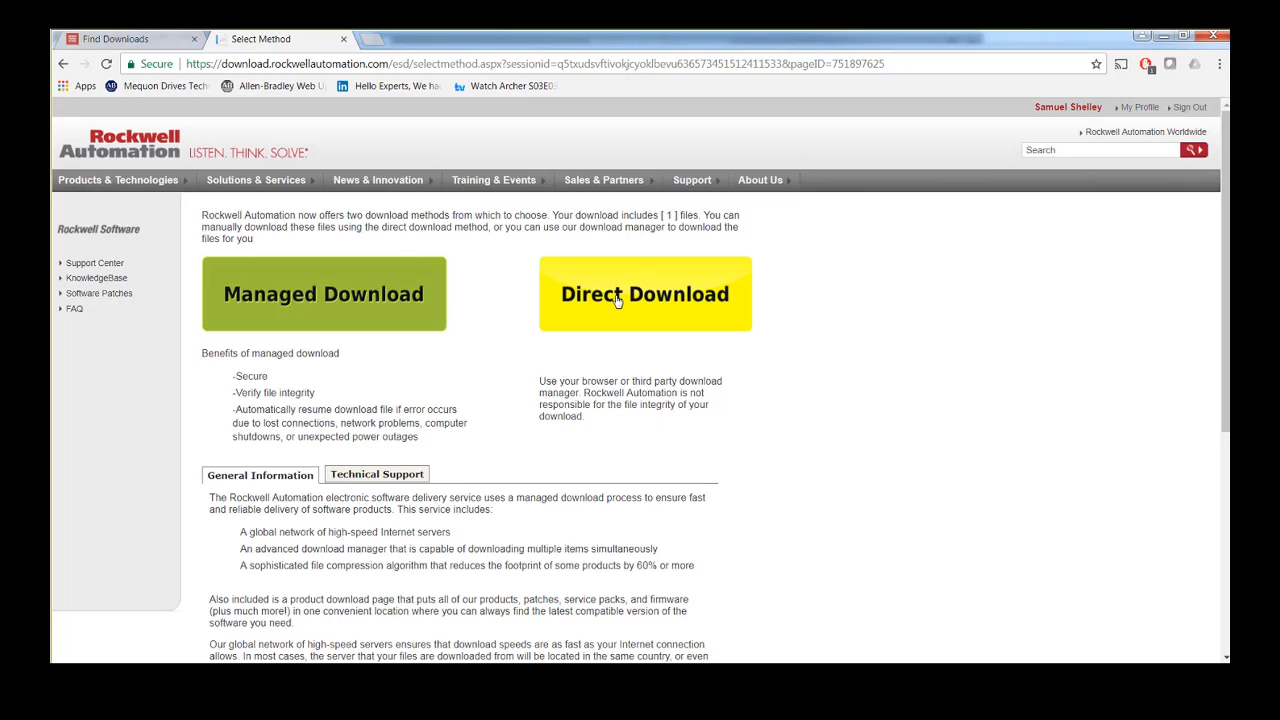 Find Downloads
Select Method
Secure
https://download.rockwellautomation.com/esd/selectmethod.aspx?sessionid=q5txudsvftivokjcyoklbevu636573451512411533&pageID=751897625
Apps
Mequon Drives Tech
Allen-Bradley Web U
Hello Experts, We ha
Watch Archer S03E03
Samuel Shelley
My Profile
Sign Out
Rockwell Automation Worldwide
Rockwell
Automation
LISTEN. THINK. SOLVE.®
Search
Products & Technologies
Solutions & Services
News & Innovation
Training & Events
Sales & Partners
Support
About Us
Rockwell Software
Support Center
KnowledgeBase
Software Patches
FAQ
Rockwell Automation now offers two download methods from which to choose. Your download includes [ 1 ] files. You can
manually download these files using the direct download method, or you can use our download manager to download the
files for you
Managed Download
Direct Download
Benefits of managed download
-Secure
-Verify file integrity
-Automatically resume download file if error occurs
due to lost connections, network problems, computer
shutdowns, or unexpected power outages
Use your browser or third party download
manager. Rockwell Automation is not
responsible for the file integrity of your
download.
General Information
Technical Support
The Rockwell Automation electronic software delivery service uses a managed download process to ensure fast
and reliable delivery of software products. This service includes:
A global network of high-speed Internet servers
An advanced download manager that is capable of downloading multiple items simultaneously
A sophisticated file compression algorithm that reduces the footprint of some products by 60% or more
Also included is a product download page that puts all of our products, patches, service packs, and firmware
(plus much more!) in one convenient location where you can always find the latest compatible version of the
software you need.
Our global network of high-speed servers ensures that download speeds are as fast as your Internet connection
allows. In most cases, the server that your files are downloaded from will be located in the same country, or even